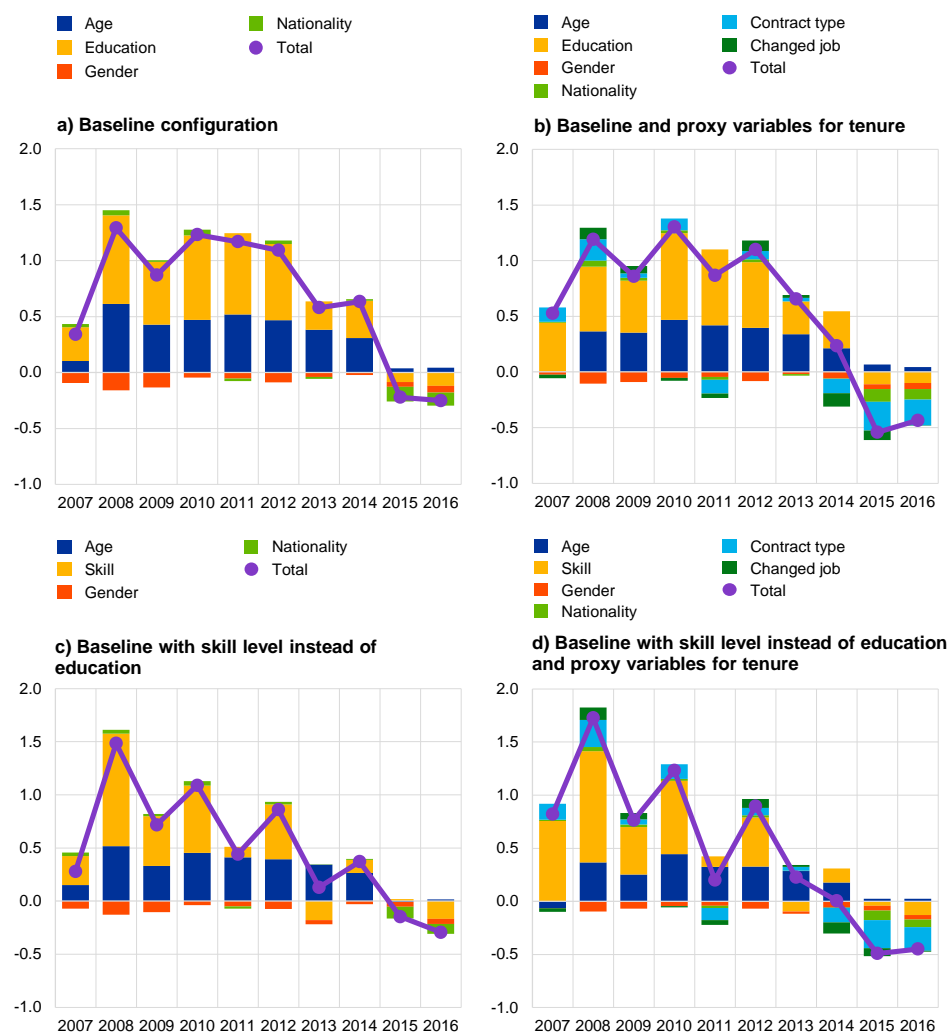 Age
Education
Gender
Nationality
Total
Age
Education
Gender
Nationality
Contract type
Changed job
Total
a) Baseline configuration
2.0
1.5
1.0
0.5
0.0
-0.5
-1.0
2007 2008 2009 2010 2011 2012 2013 2014 2015 2016
b) Baseline and proxy variables for tenure
2.0
1.5
1.0
0.5
0.0
-0.5
-1.0
2007 2008 2009 2010 2011 2012 2013 2014 2015 2016
Age
Skill
Gender
Nationality
Total
Age
Skill
Gender
Nationality
Contract type
Changed job
Total
c) Baseline with skill level instead of
education
2.0
1.5
1.0
0.5
0.0
-0.5
-1.0
2007 2008 2009 2010 2011 2012 2013 2014 2015 2016
d) Baseline with skill level instead of education
and proxy variables for tenure
2.0
1.5
1.0
0.5
0.0
-0.5
-1.0
2007 2008 2009 2010 2011 2012 2013 2014 2015 2016